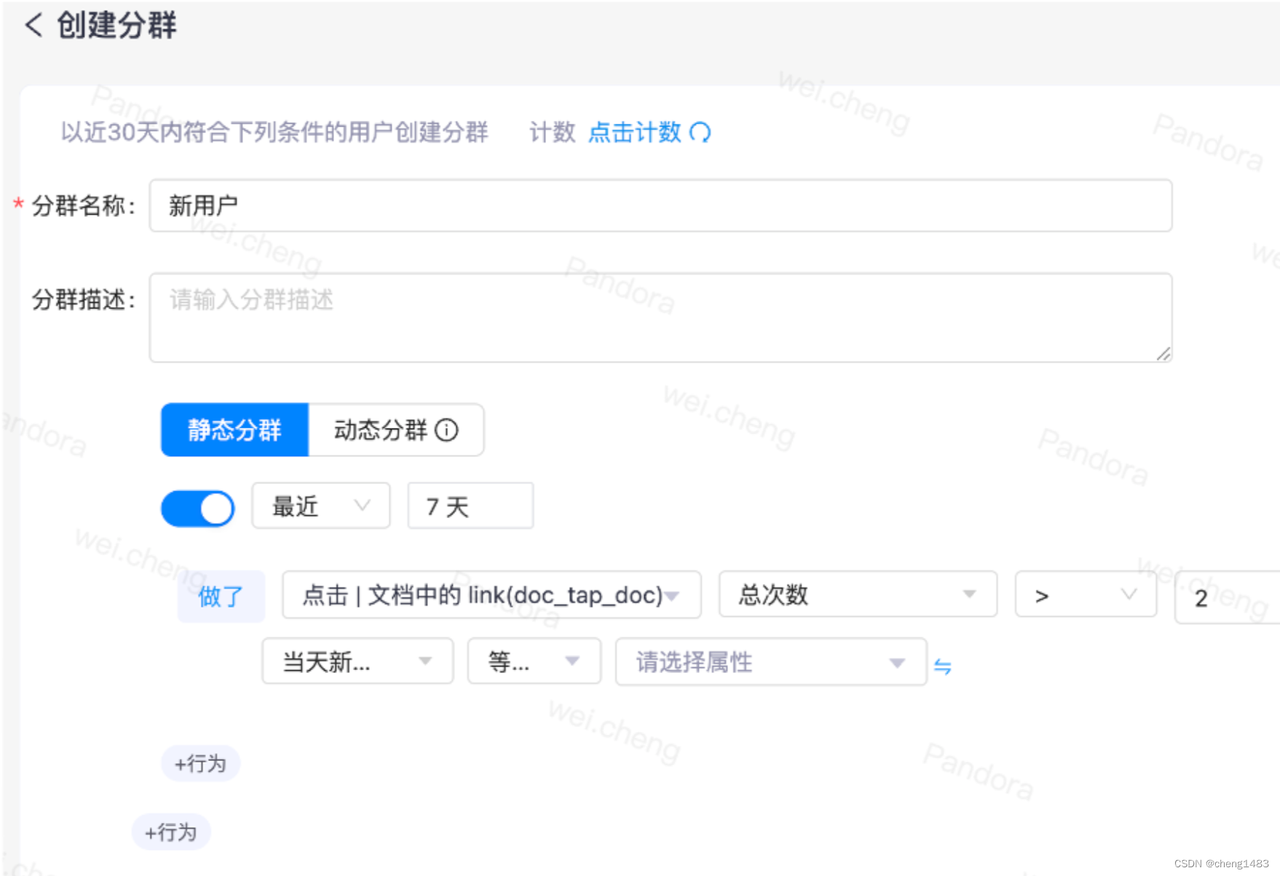 创建分群
以近30天内符合下列条件的用户创建分群 计数 点击计数
* 分群名称: 新用户
分群描述: 请输入分群描述
静态分群 动态分群
最近 7 天
做了 点击 | 文档中的 link(doc_tap_doc) 总次数 > 2
当天新... 等... 请选择属性
+行为
+行为
Pandora
wei.cheng
Pandora
wei.cheng
Pandora
wei.cheng
Pandora
wei.cheng
Pandora
wei.cheng
Pandora
wei.cheng
Pandora
CSDN @cheng1483